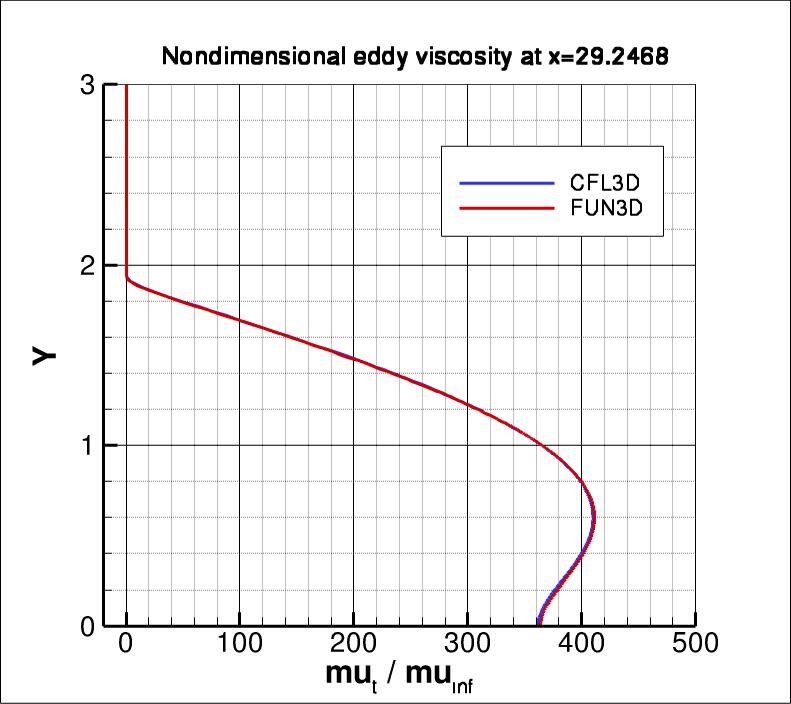 Nondimensional eddy viscosity at x=29.2468
3
CFL3D
FUN3D
2
Y
1
0
0 100 200 300 400 500
mu_t / mu_inf